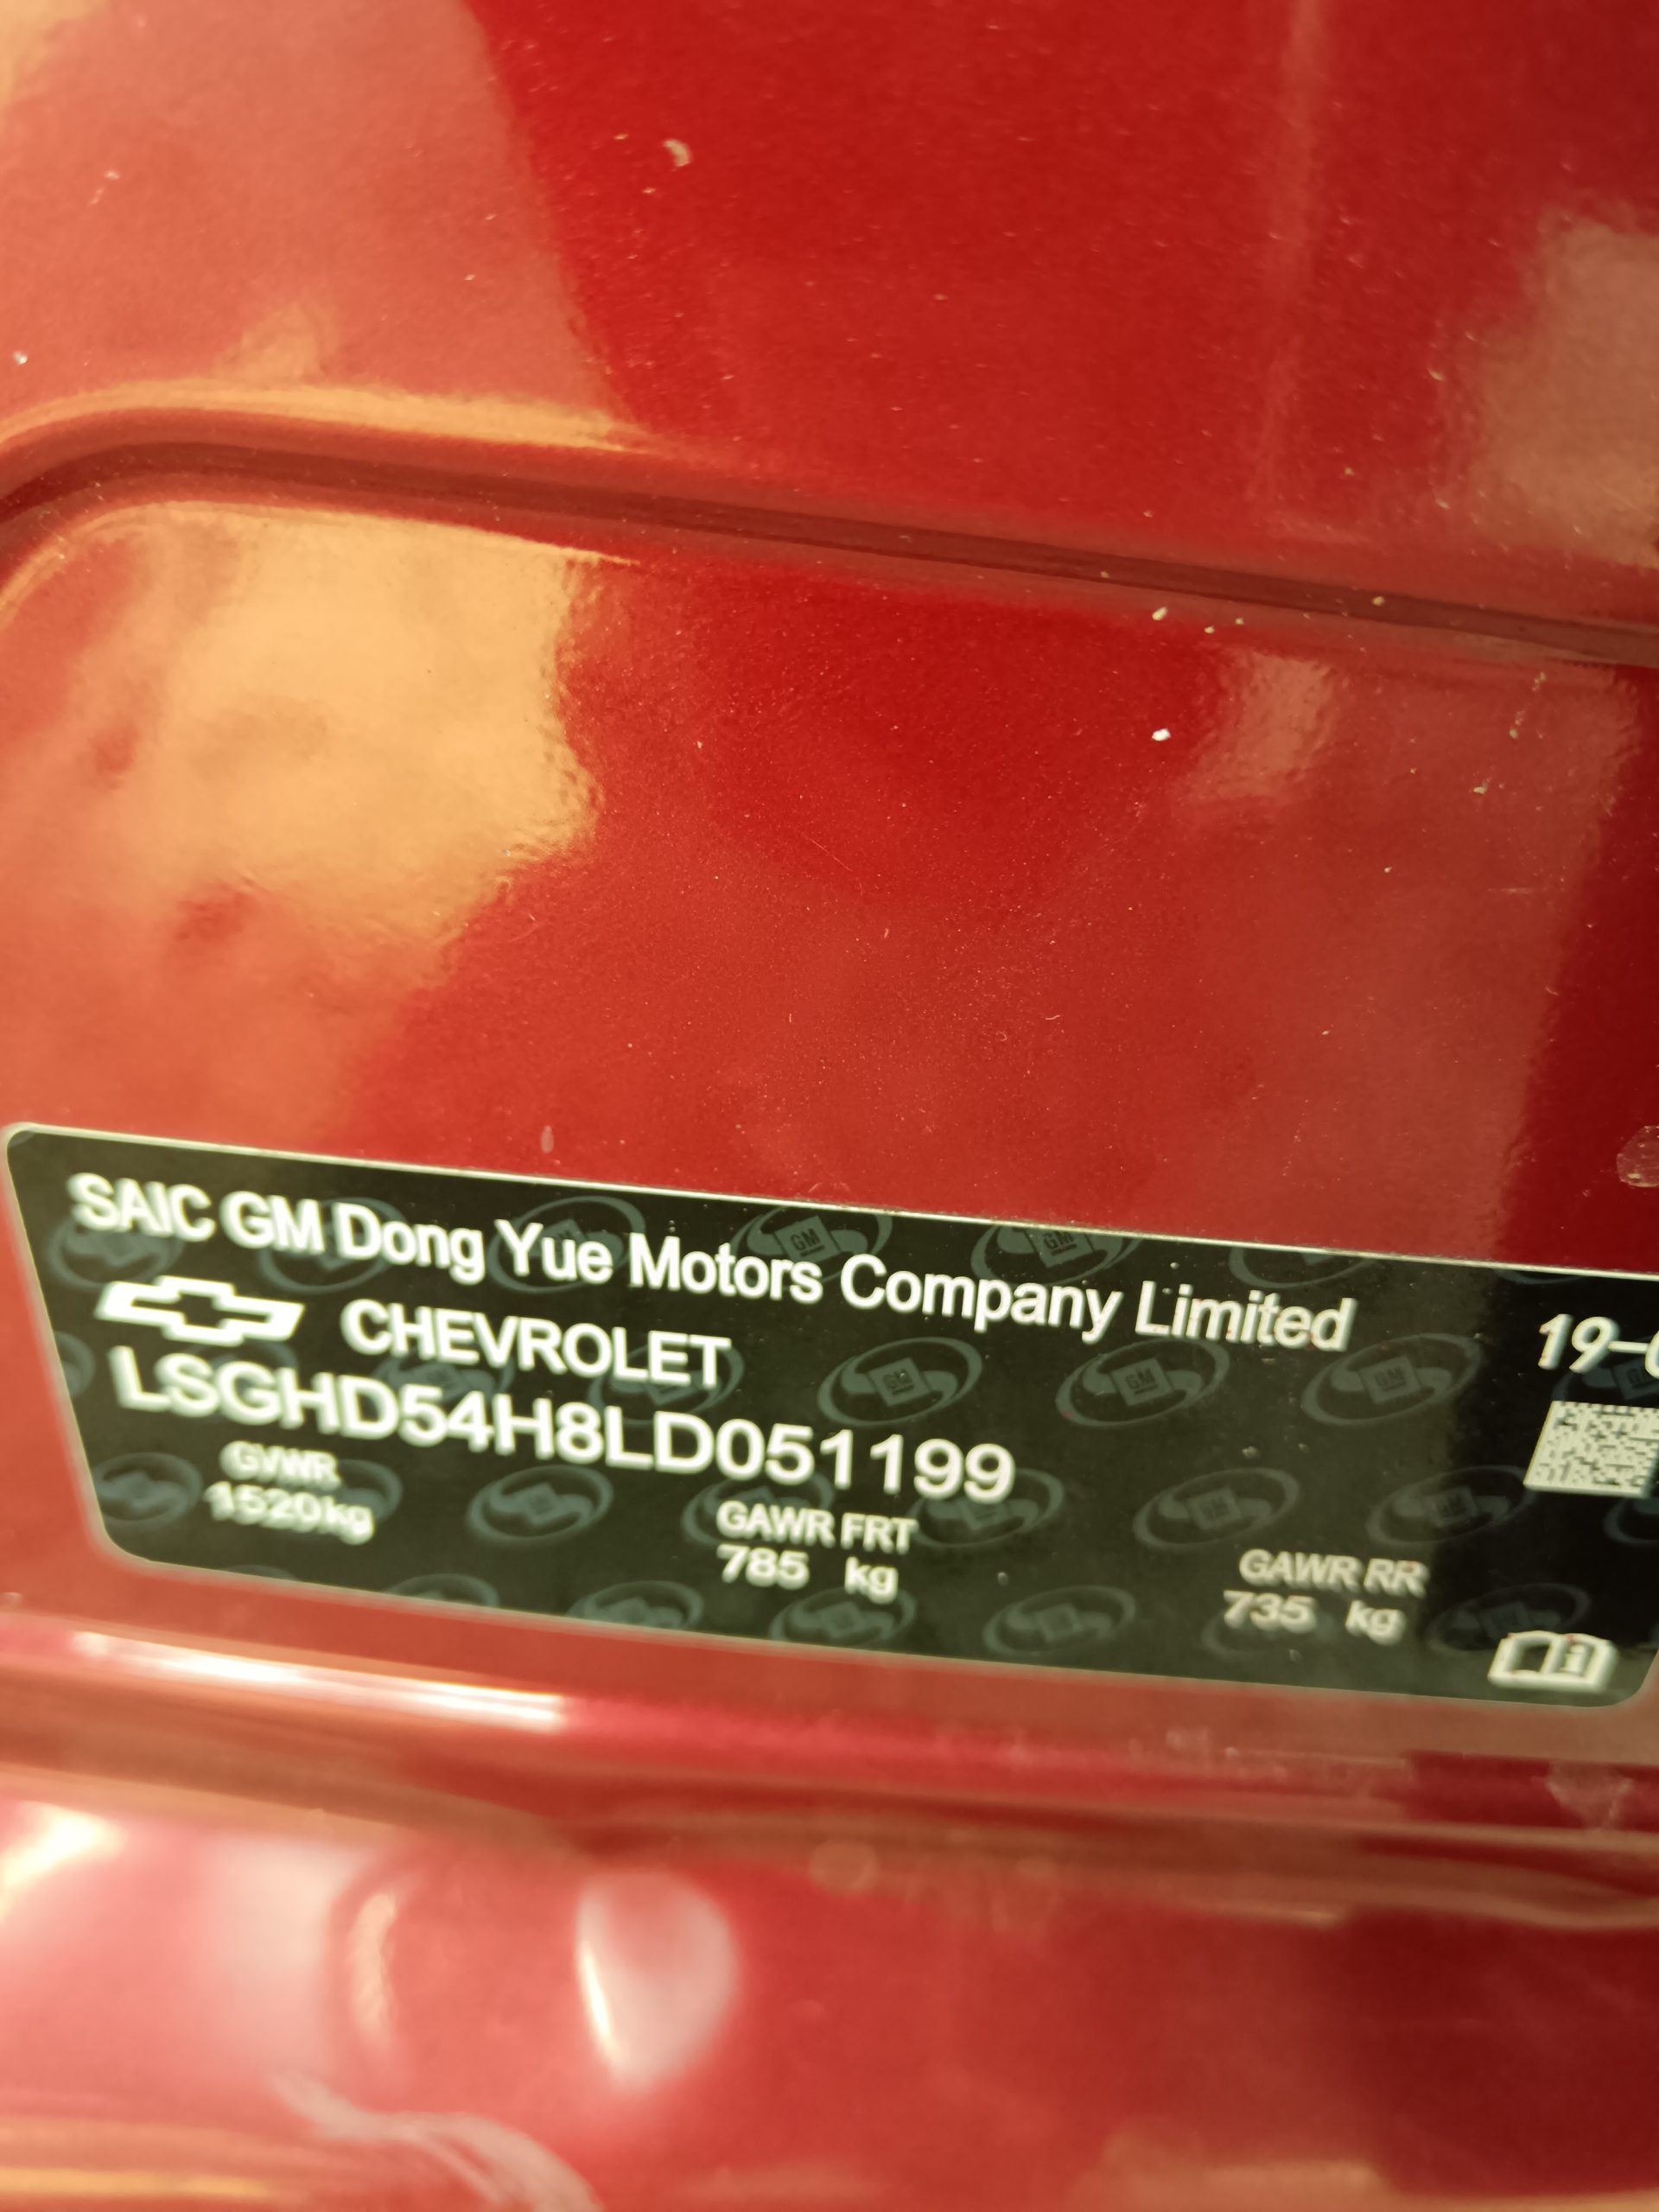 SAIC GM Dong Yue Motors Company Limited
19-
CHEVROLET
LSGHD54H8LD051199
GVWR
1520kg
GAWR FRT
785 kg
GAWR RR
735 kg